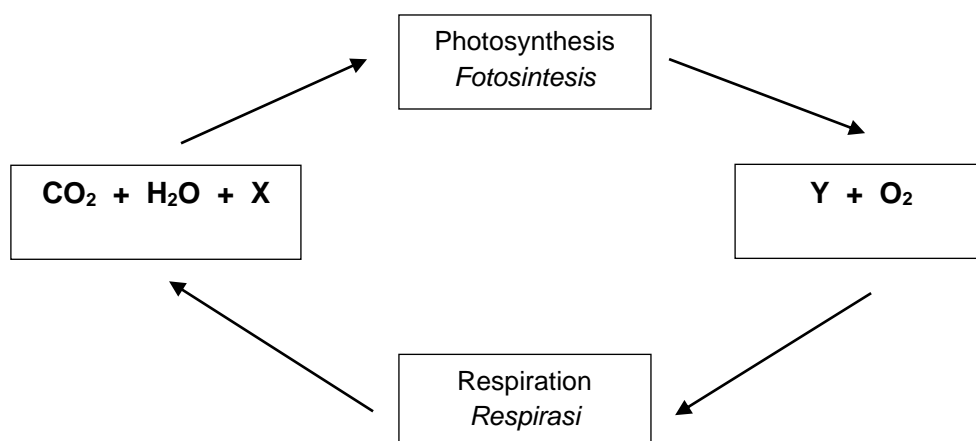 Photosynthesis
Fotosintesis
CO₂ + H₂O + X
Y + O₂
Respiration
Respirasi